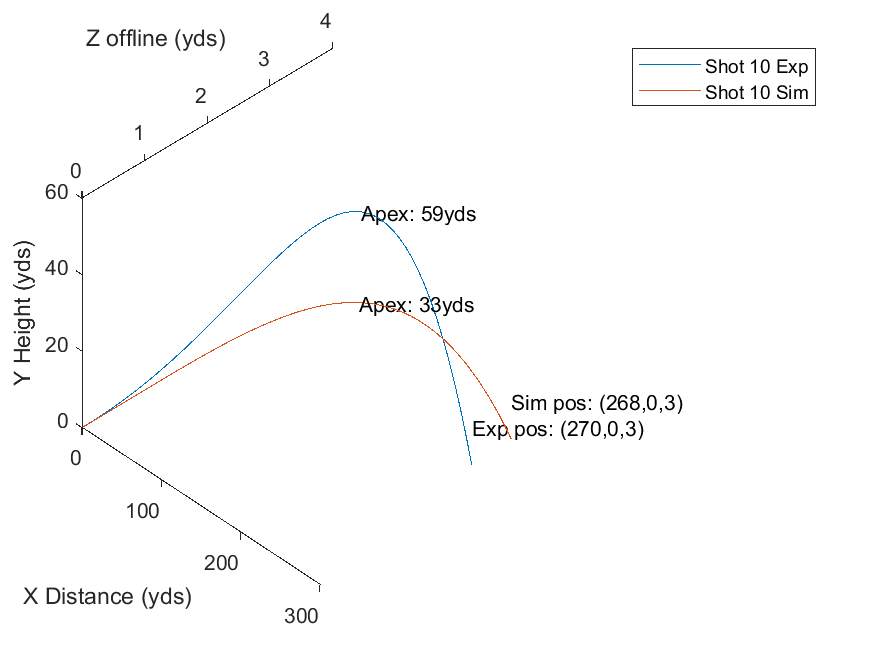 Z offline (yds)
4
3
2
1
0
Shot 10 Exp
Shot 10 Sim
60
40
20
0
Y Height (yds)
Apex: 59yds
Apex: 33yds
Sim pos: (268,0,3)
Exp pos: (270,0,3)
0
100
200
300
X Distance (yds)